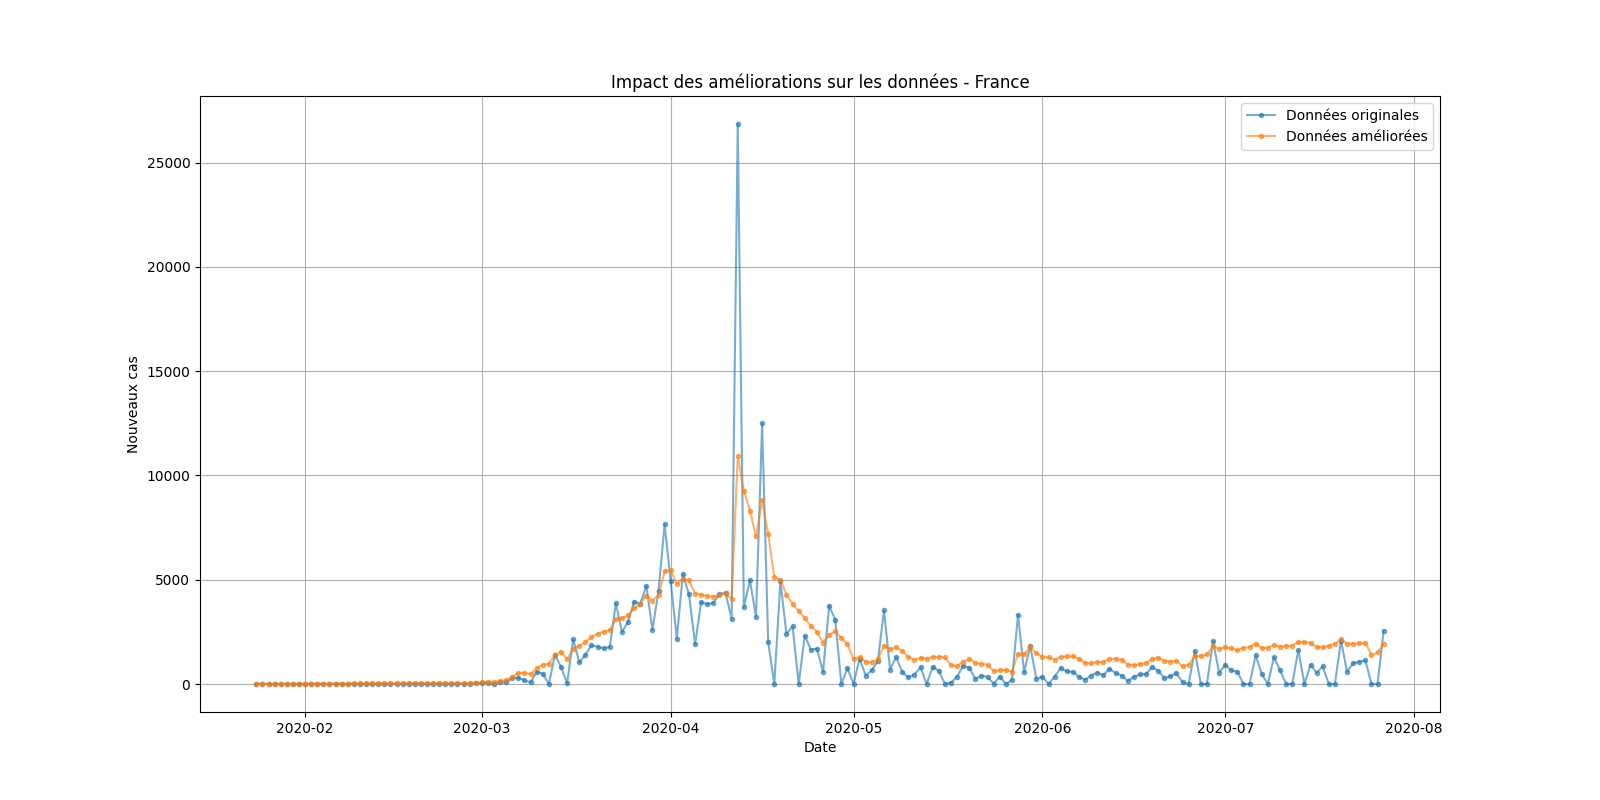 Impact des améliorations sur les données - France
Données originales
Données améliorées
Nouveaux cas
25000
20000
15000
10000
5000
0
2020-02
2020-03
2020-04
2020-05
2020-06
2020-07
2020-08
Date